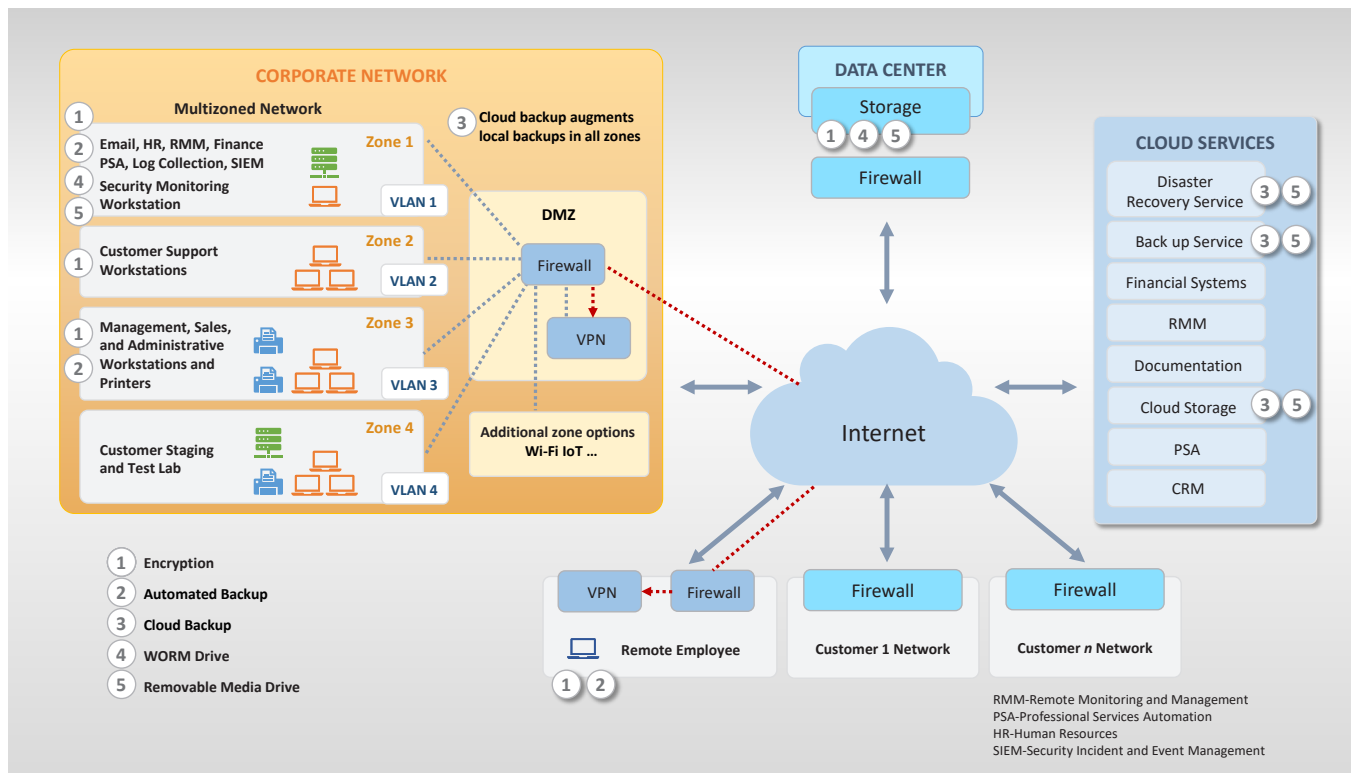 CORPORATE NETWORK
Multizoned Network
1
2
4
5
Email, HR, RMM, Finance
PSA, Log Collection, SIEM
Security Monitoring
Workstation
Zone 1
VLAN 1
3
Cloud backup augments
local backups in all zones
1
Customer Support
Workstations
Zone 2
VLAN 2
1
2
Management, Sales,
and Administrative
Workstations and
Printers
Zone 3
VLAN 3
Customer Staging
and Test Lab
Zone 4
VLAN 4
DMZ
Firewall
VPN
Additional zone options
Wi-Fi IoT ...
DATA CENTER
Storage
1 4 5
Firewall
Internet
CLOUD SERVICES
Disaster
Recovery Service
3 5
Back up Service
3 5
Financial Systems
RMM
Documentation
Cloud Storage
3 5
PSA
CRM
1 Encryption
2 Automated Backup
3 Cloud Backup
4 WORM Drive
5 Removable Media Drive
VPN
Firewall
Remote Employee
1 2
Firewall
Customer 1 Network
Firewall
Customer n Network
RMM-Remote Monitoring and Management
PSA-Professional Services Automation
HR-Human Resources
SIEM-Security Incident and Event Management